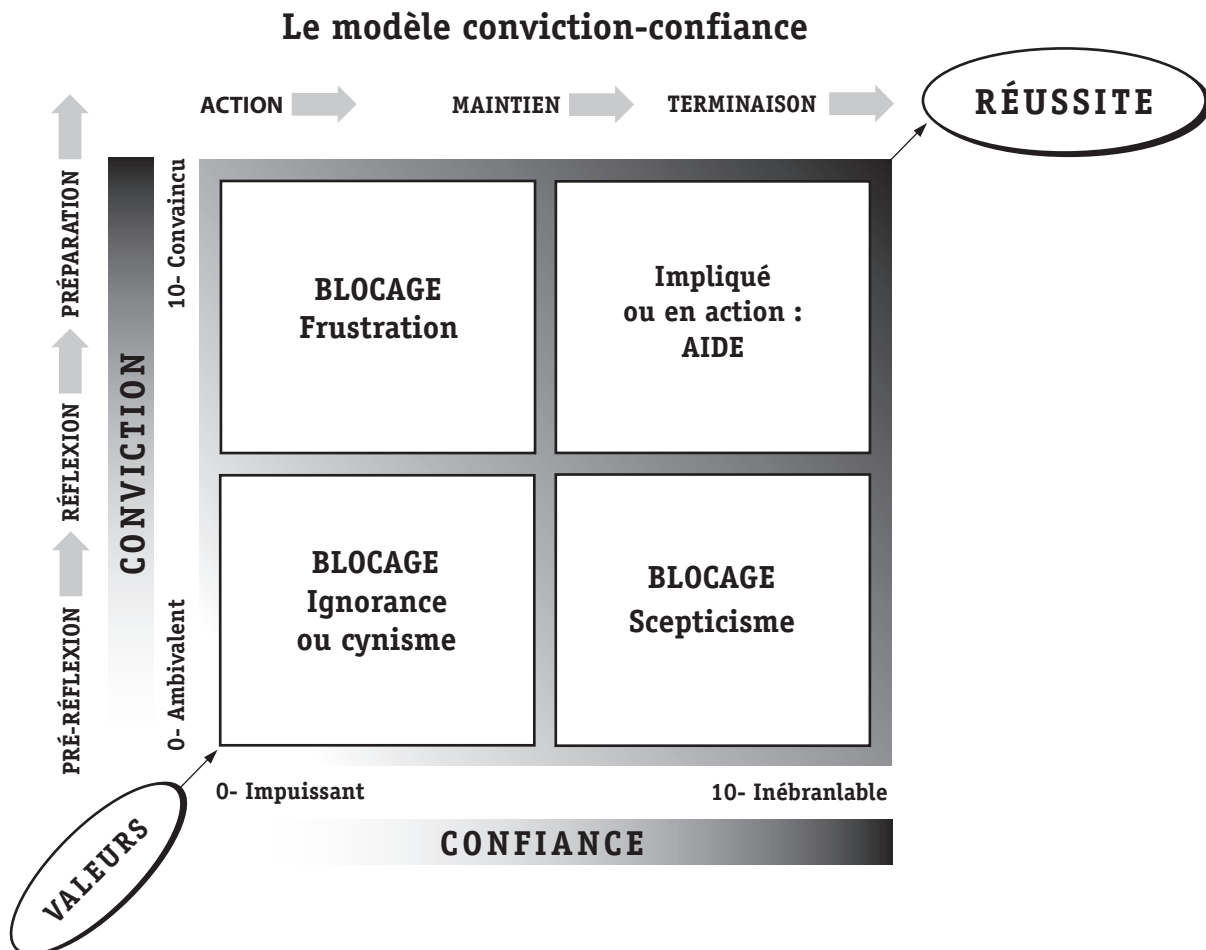 Le modèle conviction-confiance
ACTION
MAINTIEN
TERMINAISON
RÉUSSITE
PRÉ-RÉFLEXION
RÉFLEXION
PRÉPARATION
CONVICTION
0- Ambivalent
10- Convaincu
BLOCAGE
Frustration
Impliqué
ou en action :
AIDE
BLOCAGE
Ignorance
ou cynisme
BLOCAGE
Scepticisme
0- Impuissant
10- Inébranlable
CONFIANCE
VALEURS